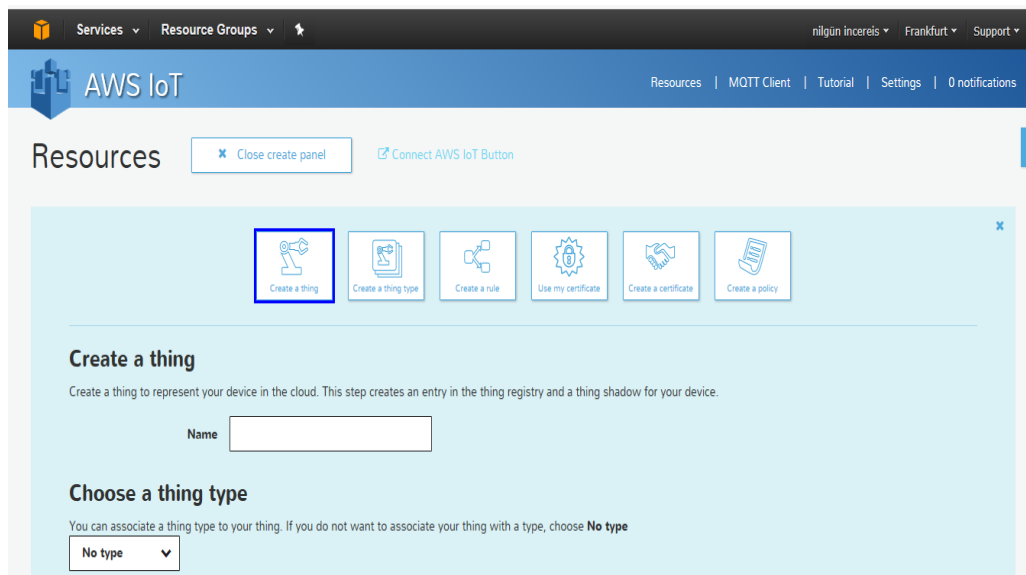 Services Resource Groups nilgün incereis Frankfurt Support
AWS IoT Resources | MQTT Client | Tutorial | Settings | 0 notifications
Resources Close create panel Connect AWS IoT Button
Create a thing Create a thing type Create a rule Use my certificate Create a certificate Create a policy
Create a thing
Create a thing to represent your device in the cloud. This step creates an entry in the thing registry and a thing shadow for your device.
Name
Choose a thing type
You can associate a thing type to your thing. If you do not want to associate your thing with a type, choose No type
No type